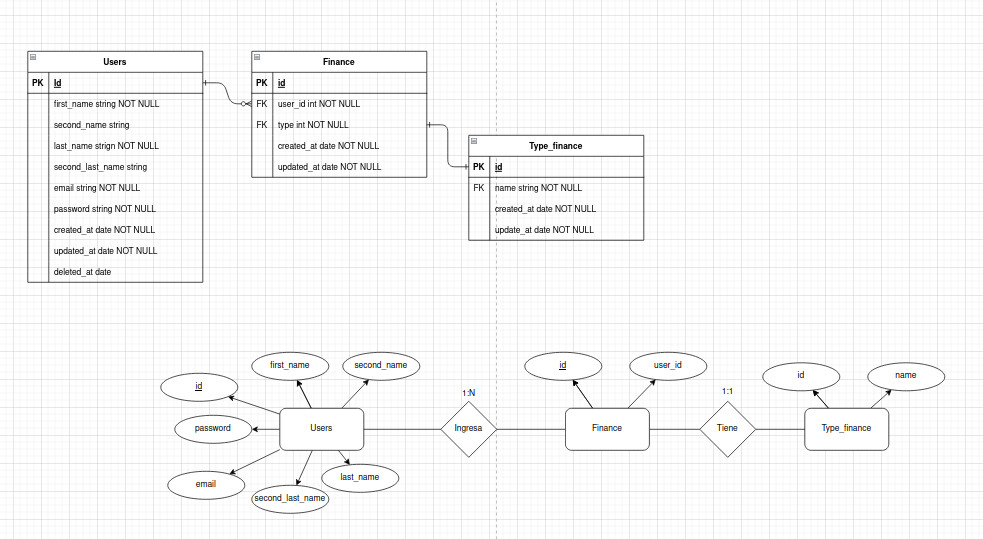 Users
PK Id
first_name string NOT NULL
second_name string
last_name strign NOT NULL
second_last_name string
email string NOT NULL
password string NOT NULL
created_at date NOT NULL
updated_at date NOT NULL
deleted_at date
Finance
PK id
FK user_id int NOT NULL
FK type int NOT NULL
created_at date NOT NULL
updated_at date NOT NULL
Type_finance
PK id
FK name string NOT NULL
created_at date NOT NULL
update_at date NOT NULL
first_name
second_name
id
password
Users
email
second_last_name
last_name
1:N
Ingresa
id
user_id
Finance
1:1
Tiene
id
name
Type_finance